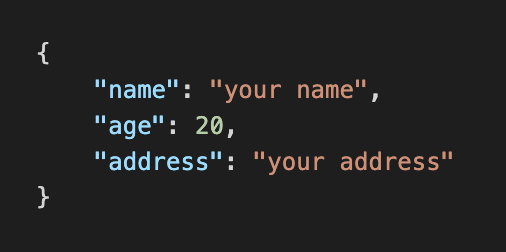 {
    "name": "your name",
    "age": 20,
    "address": "your address"
}